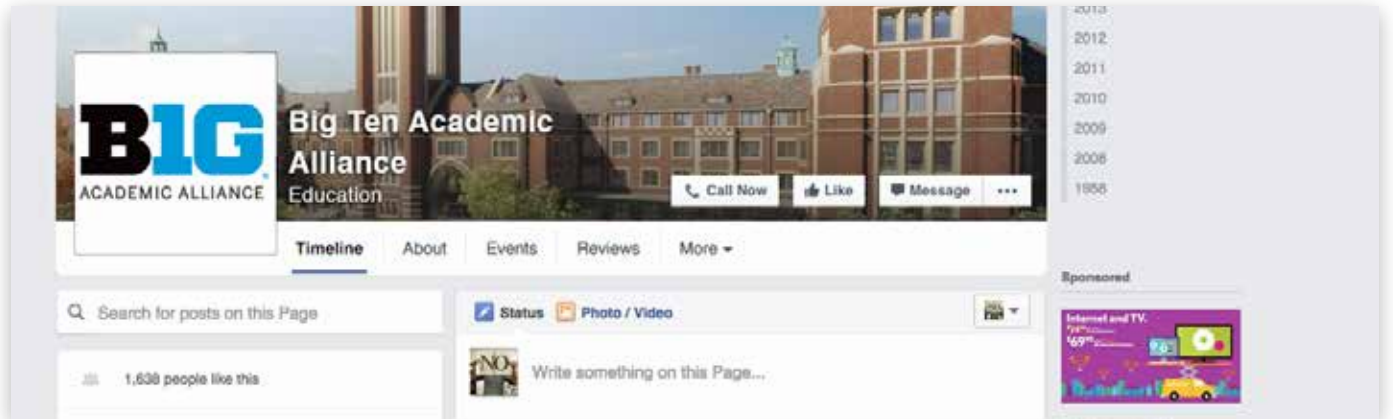 B1G
ACADEMIC ALLIANCE
Big Ten Academic
Alliance
Education
Call Now
Like
Message
Timeline
About
Events
Reviews
More
Search for posts on this Page
Status
Photo / Video
1,638 people like this
NO
Write something on this Page...
2013
2012
2011
2010
2009
2008
1958
Sponsored
Internet and TV.